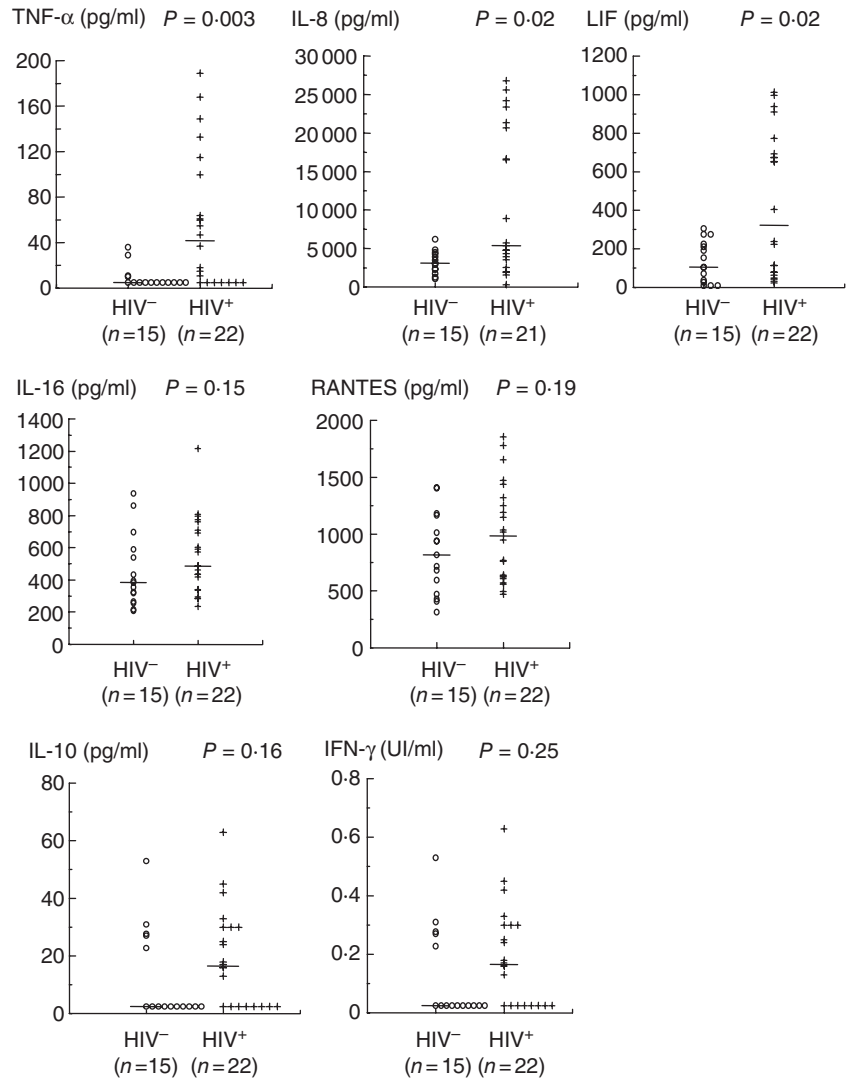 TNF-α (pg/ml) P = 0·003
200
160
120
80
40
0
HIV⁻ HIV⁺
(n=15) (n=22)
IL-8 (pg/ml) P = 0·02
30 000
25 000
20 000
15 000
10 000
5 000
0
HIV⁻ HIV⁺
(n=15) (n=21)
LIF (pg/ml) P = 0·02
1200
1000
800
600
400
200
0
HIV⁻ HIV⁺
(n=15) (n=22)
IL-16 (pg/ml) P = 0·15
1400
1200
1000
800
600
400
200
0
HIV⁻ HIV⁺
(n=15) (n=22)
RANTES (pg/ml) P = 0·19
2000
1500
1000
500
0
HIV⁻ HIV⁺
(n=15) (n=22)
IL-10 (pg/ml) P = 0·16
80
60
40
20
0
HIV⁻ HIV⁺
(n=15) (n=22)
IFN-γ (UI/ml) P = 0·25
0·8
0·6
0·4
0·2
0
HIV⁻ HIV⁺
(n=15) (n=22)